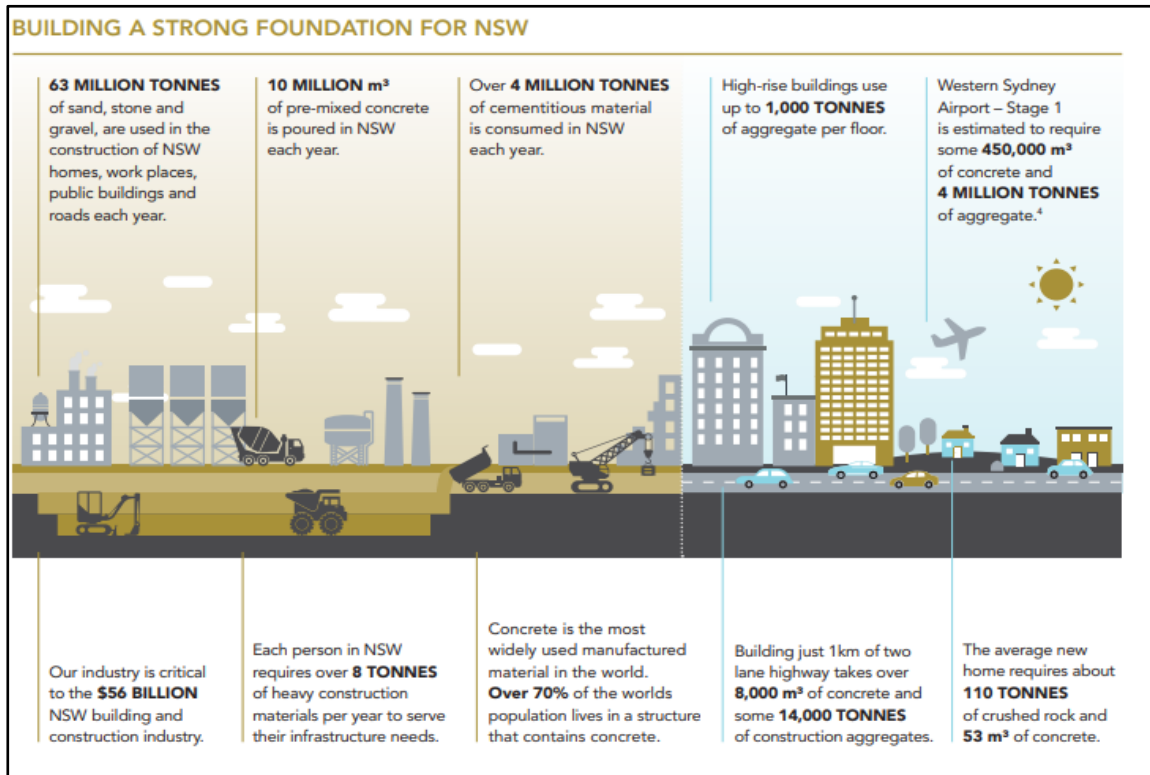 BUILDING A STRONG FOUNDATION FOR NSW
63 MILLION TONNES
of sand, stone and
gravel, are used in the
construction of NSW
homes, work places,
public buildings and
roads each year.
10 MILLION m³
of pre-mixed concrete
is poured in NSW
each year.
Over 4 MILLION TONNES
of cementitious material
is consumed in NSW
each year.
High-rise buildings use
up to 1,000 TONNES
of aggregate per floor.
Western Sydney
Airport – Stage 1
is estimated to require
some 450,000 m³
of concrete and
4 MILLION TONNES
of aggregate.⁴
Our industry is critical
to the $56 BILLION
NSW building and
construction industry.
Each person in NSW
requires over 8 TONNES
of heavy construction
materials per year to serve
their infrastructure needs.
Concrete is the most
widely used manufactured
material in the world.
Over 70% of the worlds
population lives in a structure
that contains concrete.
Building just 1km of two
lane highway takes over
8,000 m³ of concrete and
some 14,000 TONNES
of construction aggregates.
The average new
home requires about
110 TONNES
of crushed rock and
53 m³ of concrete.